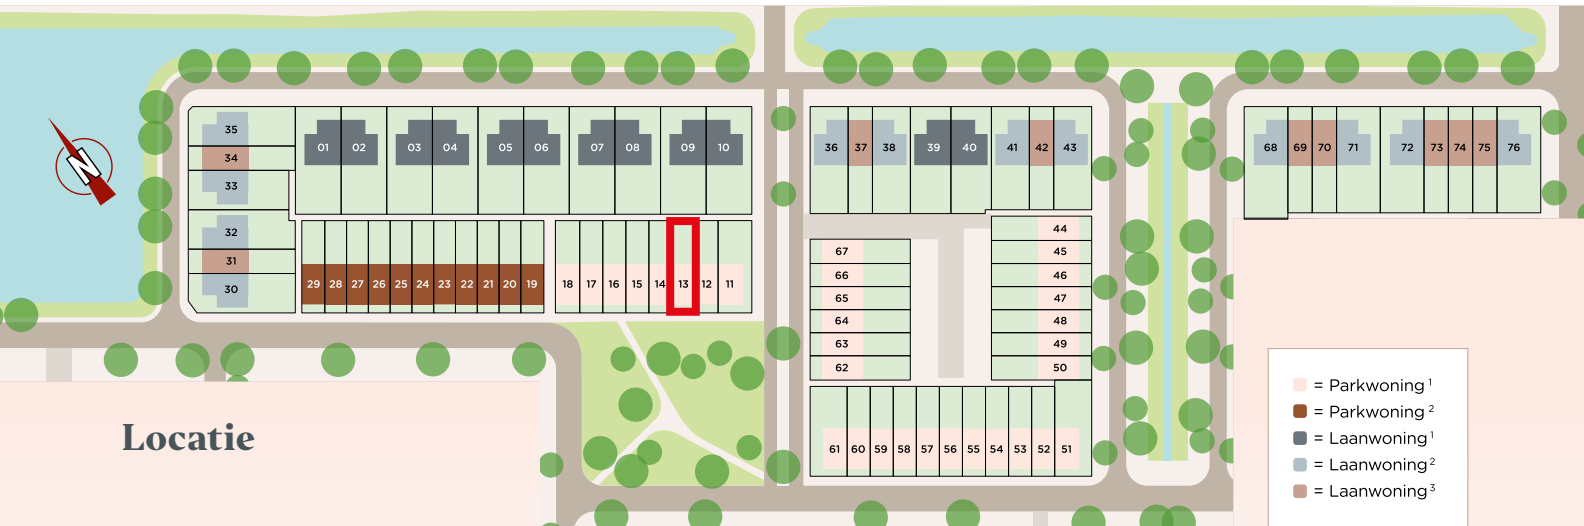 35
34
33
32
31
30
01 02 03 04 05 06 07 08 09 10
36 37 38 39 40 41 42 43
68 69 70 71 72 73 74 75 76
N
29 28 27 26 25 24 23 22 21 20 19
18 17 16 15 14 13 12 11
67
66
65
64
63
62
44
45
46
47
48
49
50
61 60 59 58 57 56 55 54 53 52 51
Locatie
= Parkwoning ¹
= Parkwoning ²
= Laanwoning ¹
= Laanwoning ²
= Laanwoning ³